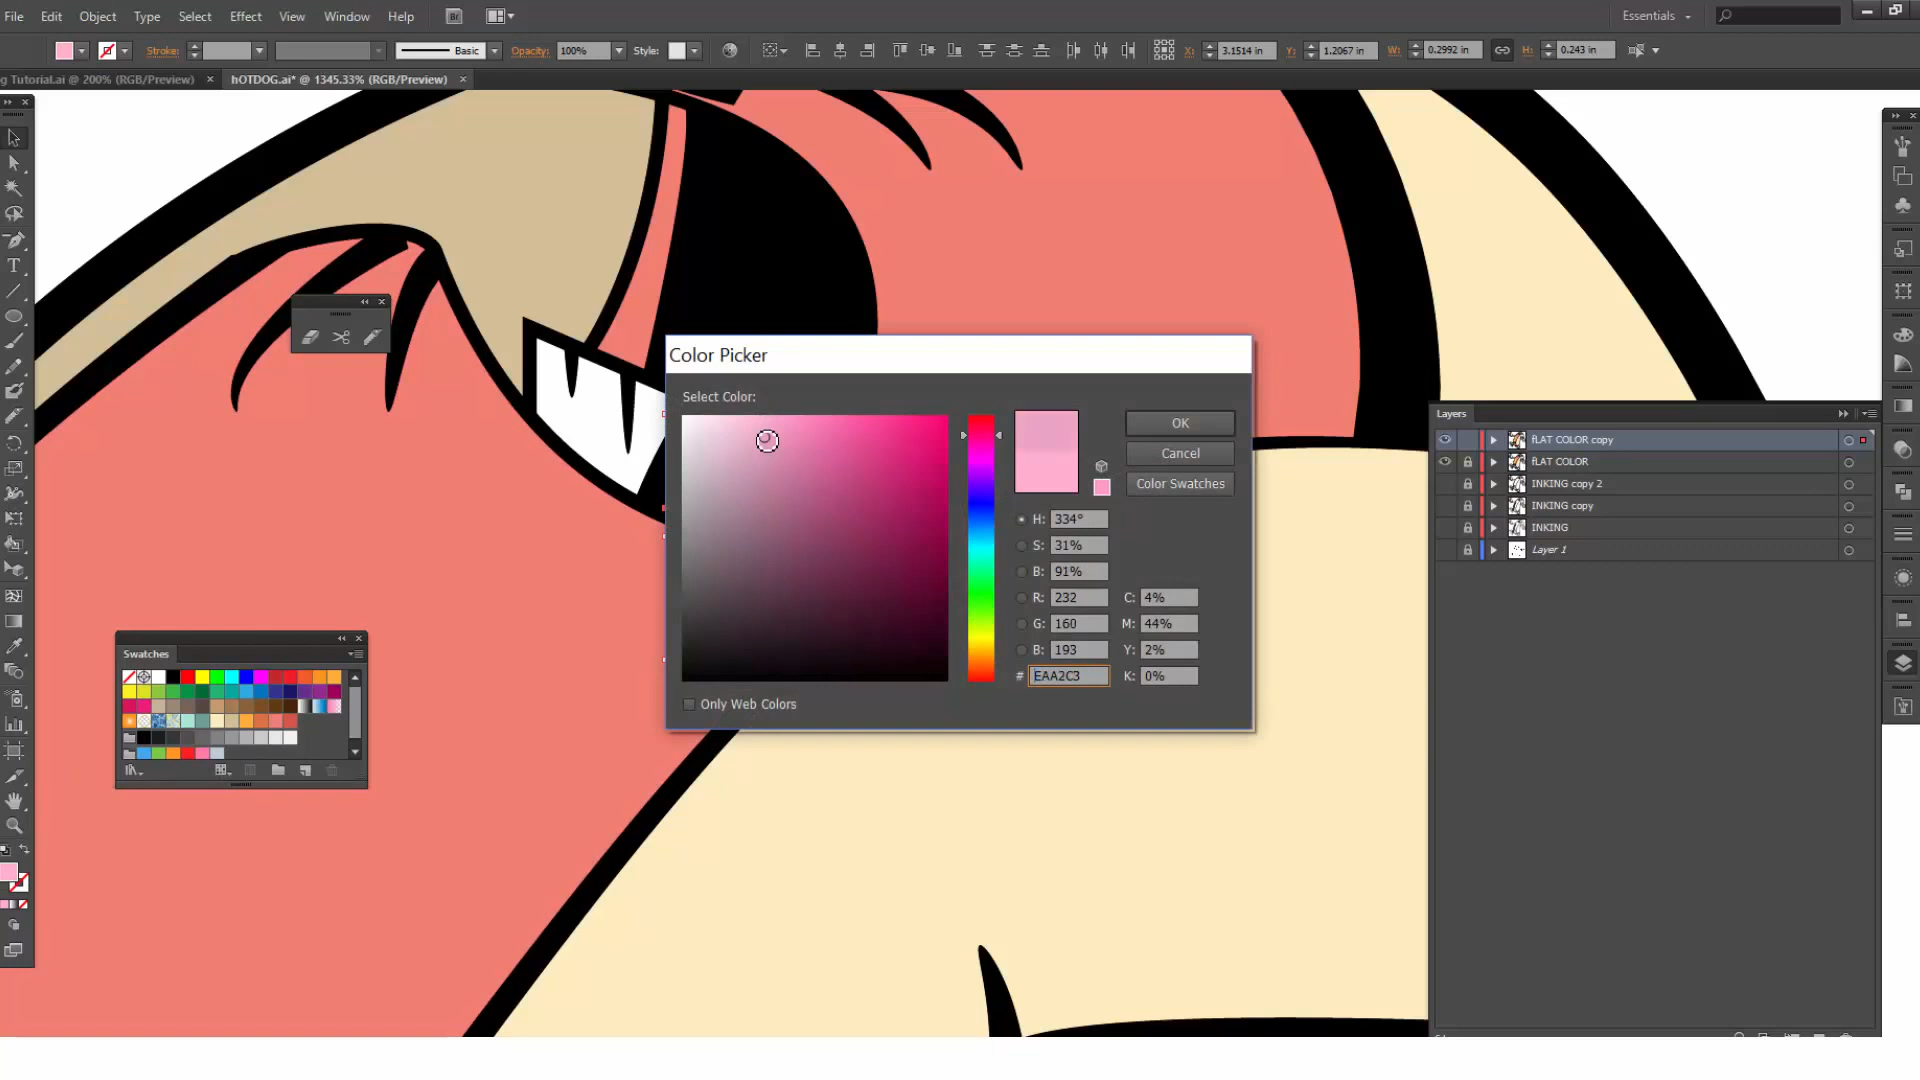 File Edit Object Type Select Effect View Window Help Br Essentials
Stroke: Basic Opacity: 100% Style: X: 3.1514 in Y: 1.2067 in W: 0.2992 in H: 0.243 in
g Tutorial.ai @ 200% (RGB/Preview) × hOTDOG.ai* @ 1345.33% (RGB/Preview) ×
Color Picker
Select Color:
OK
Cancel
Color Swatches
H: 334°
S: 31%
B: 91%
R: 232 C: 4%
G: 160 M: 44%
B: 193 Y: 2%
# EAA2C3 K: 0%
Only Web Colors
Swatches
Layers
fLAT COLOR copy
fLAT COLOR
INKING copy 2
INKING copy
INKING
Layer 1